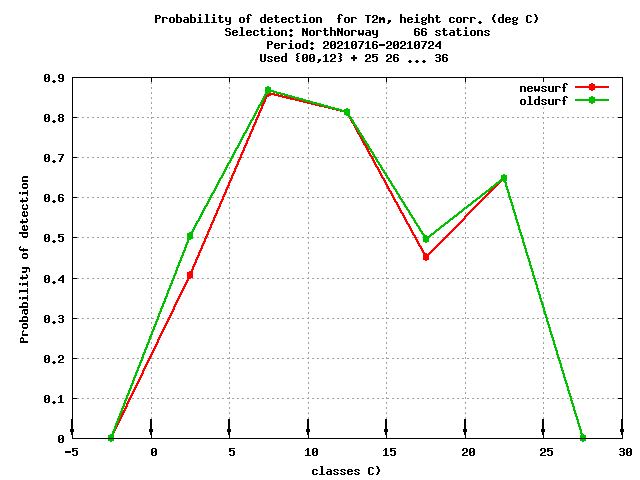 Probability of detection  for T2m, height corr. (deg C)
Selection: NorthNorway     66 stations
Period: 20210716-20210724
Used {00,12} + 25 26 ... 36
newsurf
oldsurf
Probability of detection
0.9
0.8
0.7
0.6
0.5
0.4
0.3
0.2
0.1
0
-5 0 5 10 15 20 25 30
classes C)